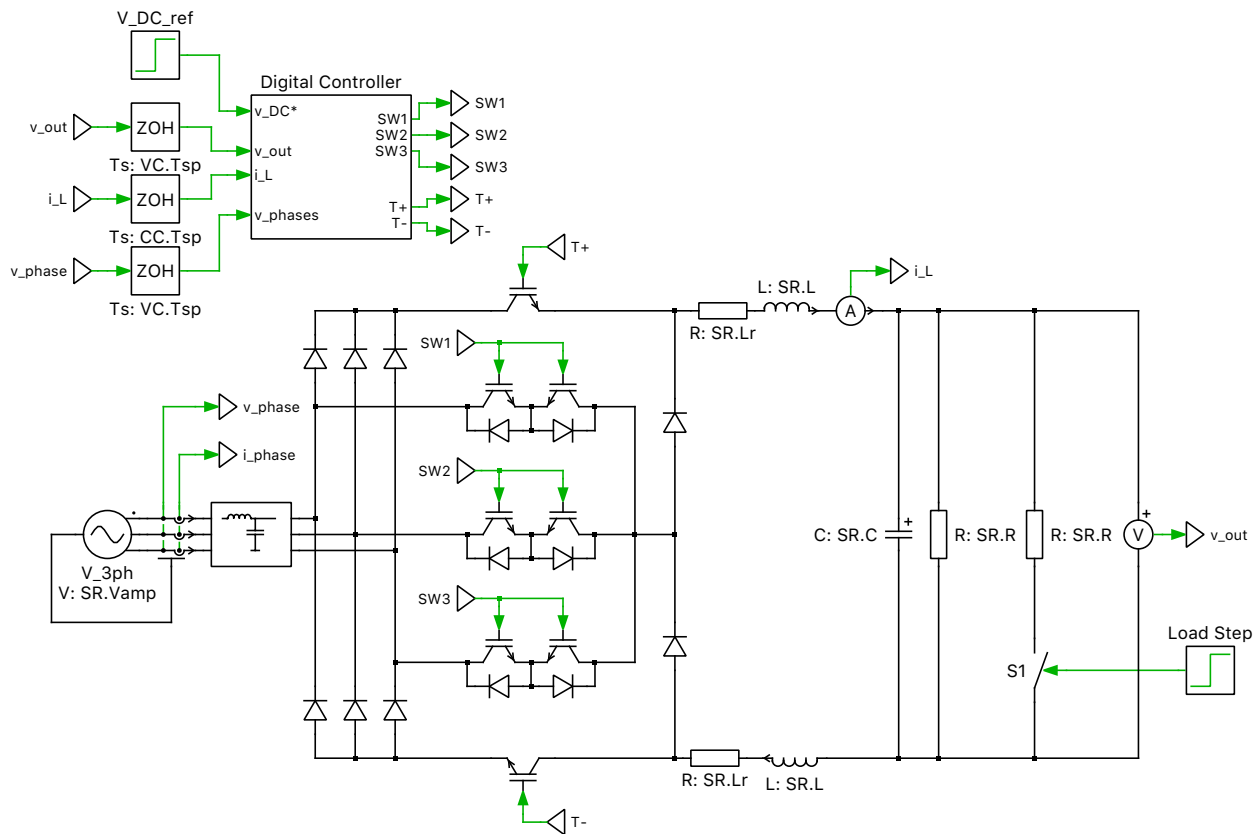 V_DC_ref
Digital Controller
v_DC*
SW1
SW1
v_out
ZOH
SW2
SW2
v_out
SW3
Ts: VC.Tsp
SW3
i_L
i_L
ZOH
T+
T+
v_phases
T-
T-
Ts: CC.Tsp
v_phase
ZOH
Ts: VC.Tsp
T+
i_L
L: SR.L
A
R: SR.Lr
SW1
v_phase
i_phase
SW2
V_3ph
V: SR.Vamp
C: SR.C
+
R: SR.R
R: SR.R
+
V
v_out
SW3
Load Step
S1
R: SR.Lr
L: SR.L
T-